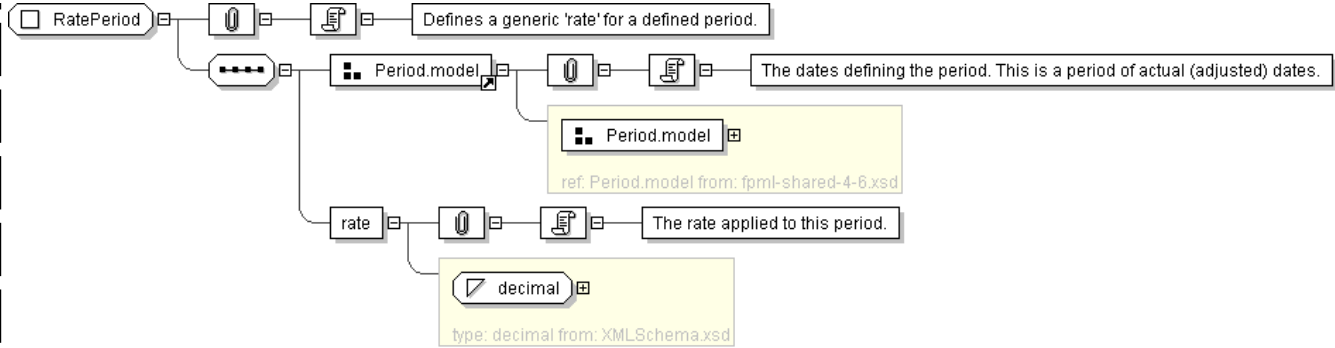 RatePeriod
Defines a generic 'rate' for a defined period.
Period.model
The dates defining the period. This is a period of actual (adjusted) dates.
Period.model
ref: Period.model from: fpml-shared-4-6.xsd
rate
The rate applied to this period.
decimal
type: decimal from: XMLSchema.xsd